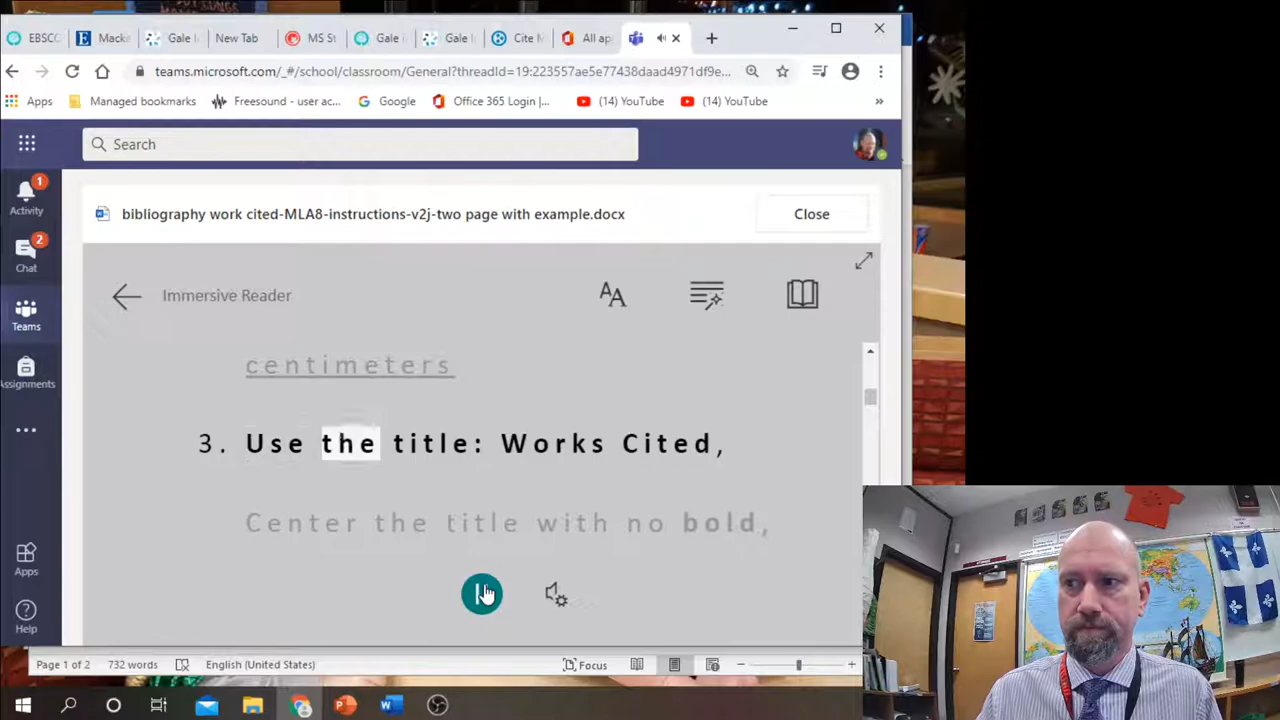 EBSCO
Macke
Gale I
New Tab
MS St
Gale I
Gale I
Cite M
All ap
teams.microsoft.com/_#/school/classroom/General?threadId=19:223557ae5e77438daad4971df9e...
Apps
Managed bookmarks
Freesound - user ac...
Google
Office 365 Login |...
(14) YouTube
(14) YouTube
»
Search
1
Activity
bibliography work cited-MLA8-instructions-v2j-two page with example.docx
Close
2
Chat
Immersive Reader
AA
Teams
centimeters
Assignments
3. Use the title: Works Cited,
Center the title with no bold,
Apps
Help
Page 1 of 2
732 words
English (United States)
Focus